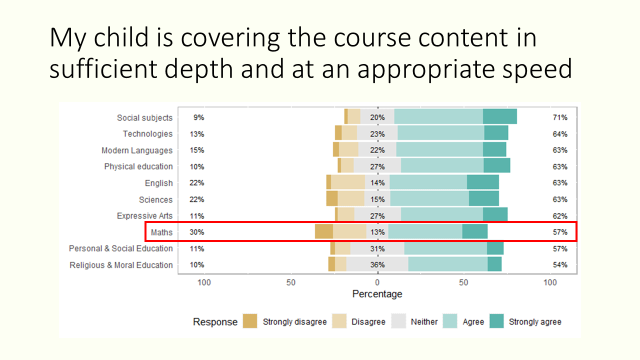 My child is covering the course content in
sufficient depth and at an appropriate speed
Social subjects 9% 20% 71%
Technologies 13% 23% 64%
Modern Languages 15% 22% 63%
Physical education 10% 27% 63%
English 22% 14% 63%
Sciences 22% 15% 63%
Expressive Arts 11% 27% 62%
Maths 30% 13% 57%
Personal & Social Education 11% 31% 57%
Religious & Moral Education 10% 36% 54%
100 50 0 50 100
Percentage
Response Strongly disagree Disagree Neither Agree Strongly agree